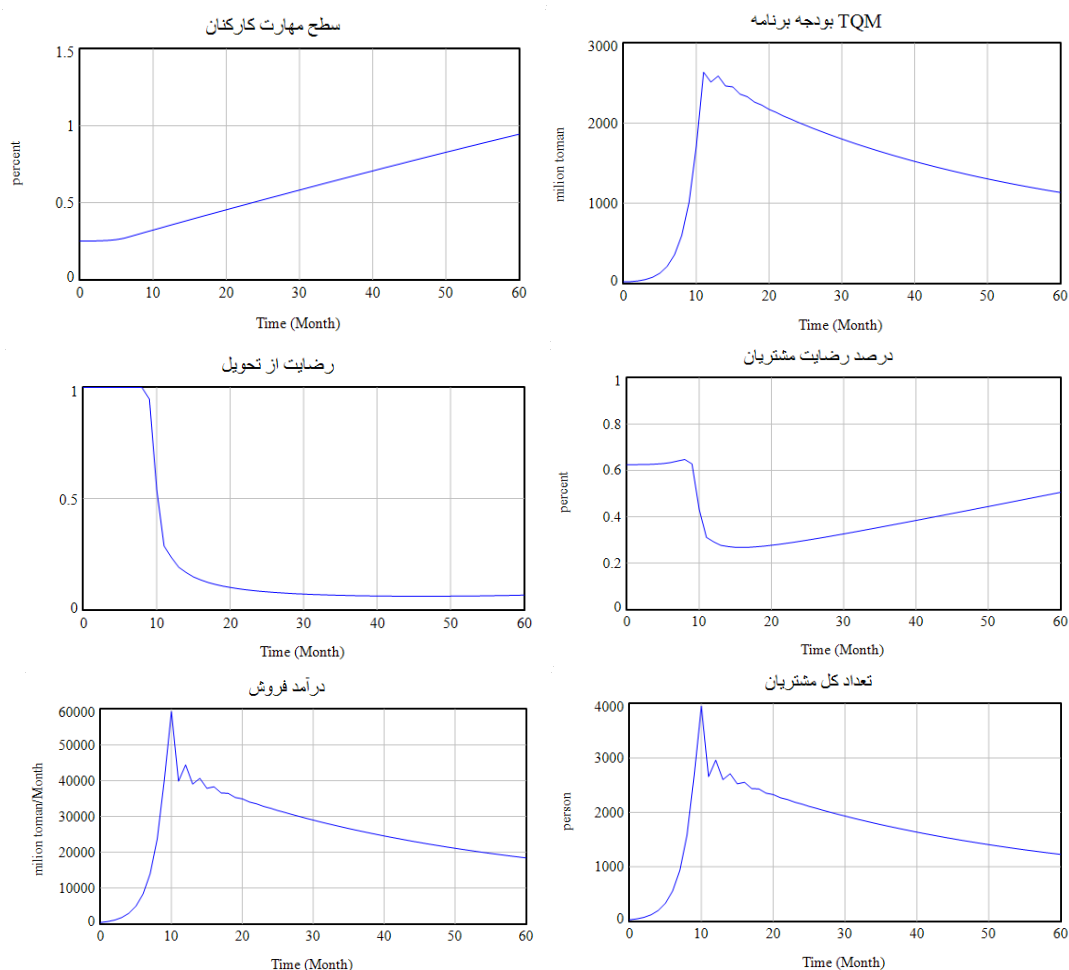 سطح مهارت کارکنان
1.5
1
0.5
0
percent
0 10 20 30 40 50 60
Time (Month)
بودجه برنامه TQM
3000
2000
1000
0
milion toman
0 10 20 30 40 50 60
Time (Month)
رضایت از تحویل
1
0.5
0
0 10 20 30 40 50 60
Time (Month)
درصد رضایت مشتریان
1
0.8
0.6
0.4
0.2
0
percent
0 10 20 30 40 50 60
Time (Month)
درآمد فروش
60000
50000
40000
30000
20000
10000
0
milion toman/Month
0 10 20 30 40 50 60
Time (Month)
تعداد کل مشتریان
4000
3000
2000
1000
0
person
0 10 20 30 40 50 60
Time (Month)